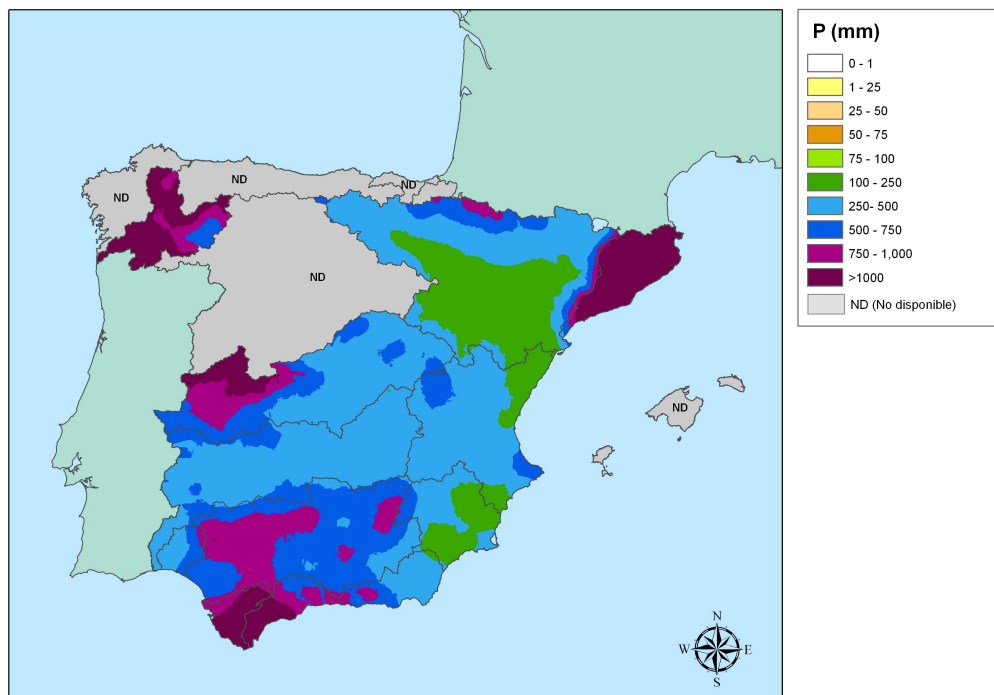 P (mm)
0 - 1
1 - 25
25 - 50
50 - 75
75 - 100
100 - 250
250- 500
500 - 750
750 - 1,000
>1000
ND (No disponible)
ND
ND
ND
ND
ND
N
W
E
S